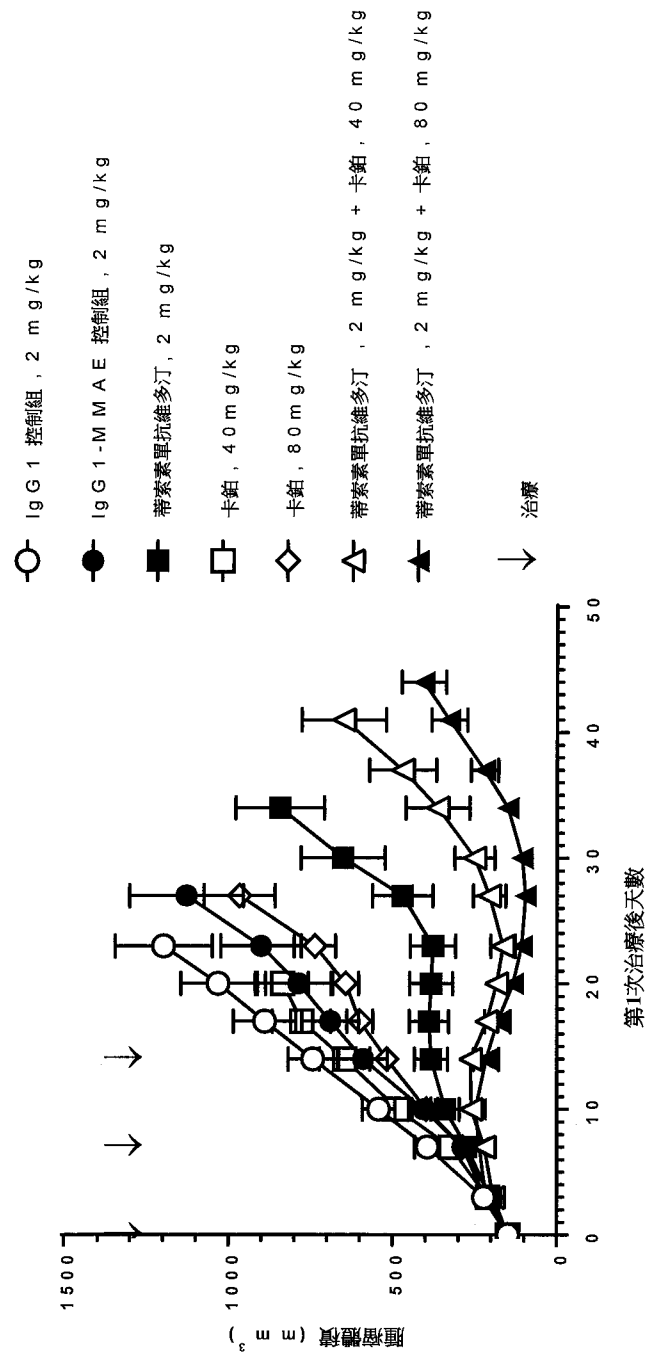 腫瘤體積 (mm³)
1500
1000
500
0
0 10 20 30 40 50
第1次治療後天數
IgG1 控制組, 2 mg/kg
IgG1-MMAE 控制組, 2 mg/kg
蒂索素單抗維多汀, 2 mg/kg
卡鉑, 40mg/kg
卡鉑, 80mg/kg
蒂索素單抗維多汀 , 2 mg/kg + 卡鉑, 40 mg/kg
蒂索素單抗維多汀 , 2 mg/kg + 卡鉑, 80 mg/kg
治療